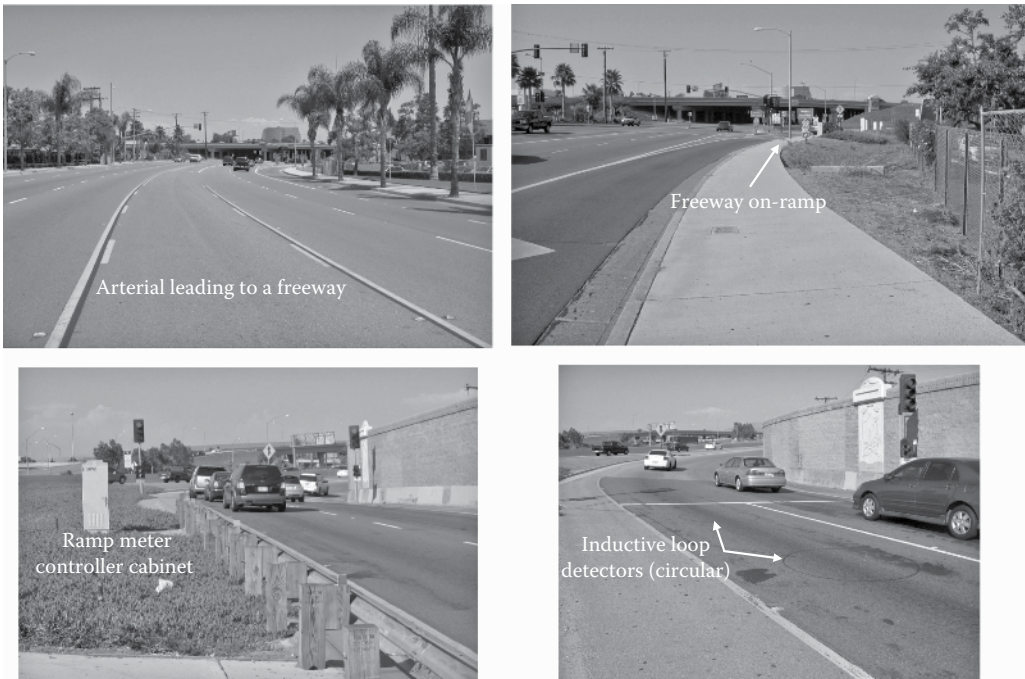 Arterial leading to a freeway
Freeway on-ramp
Ramp meter
controller cabinet
Inductive loop
detectors (circular)